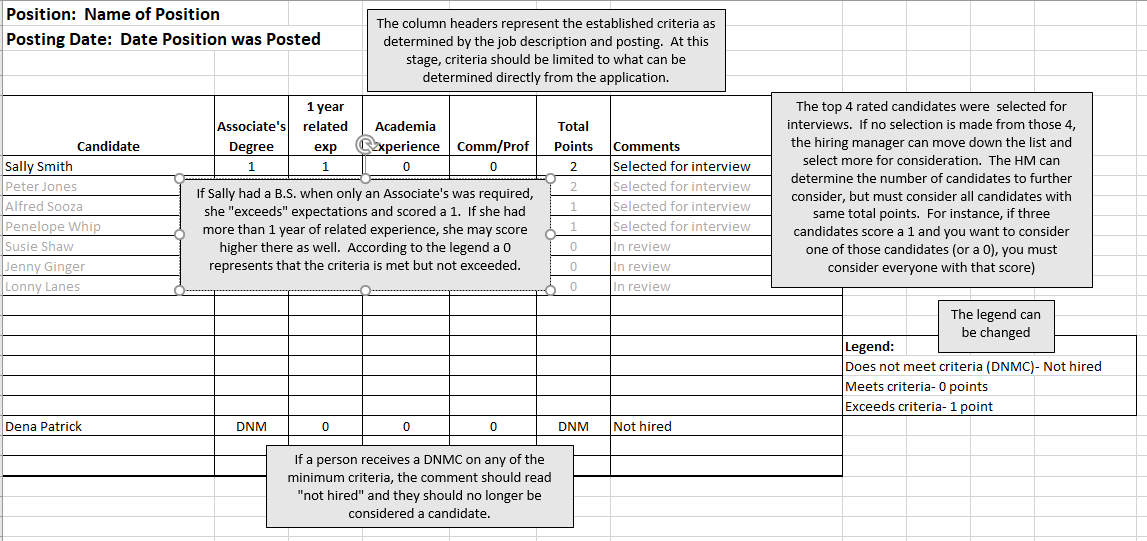 Position: Name of Position
Posting Date: Date Position was Posted
The column headers represent the established criteria as
determined by the job description and posting. At this
stage, criteria should be limited to what can be
determined directly from the application.
Candidate Associate's Degree 1 year related exp Academia Experience Comm/Prof Total Points Comments
Sally Smith 1 1 0 0 2 Selected for interview
Peter Jones 2 Selected for interview
Alfred Sooza 1 Selected for interview
Penelope Whip 1 Selected for interview
Susie Shaw 0 In review
Jenny Ginger 0 In review
Lonny Lanes 0 In review
If Sally had a B.S. when only an Associate's was required,
she "exceeds" expectations and scored a 1. If she had
more than 1 year of related experience, she may score
higher there as well. According to the legend a 0
represents that the criteria is met but not exceeded.
The top 4 rated candidates were selected for
interviews. If no selection is made from those 4,
the hiring manager can move down the list and
select more for consideration. The HM can
determine the number of candidates to further
consider, but must consider all candidates with
same total points. For instance, if three
candidates score a 1 and you want to consider
one of those candidates (or a 0), you must
consider everyone with that score)
The legend can
be changed
Legend:
Does not meet criteria (DNMC)- Not hired
Meets criteria- 0 points
Exceeds criteria- 1 point
Dena Patrick DNM 0 0 0 DNM Not hired
If a person receives a DNMC on any of the
minimum criteria, the comment should read
"not hired" and they should no longer be
considered a candidate.